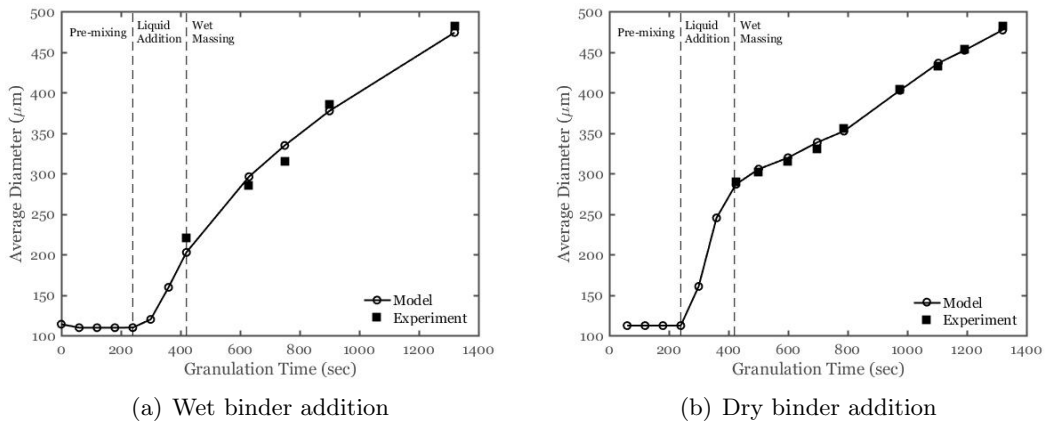 Pre-mixing
Liquid
Addition
Wet
Massing
500
450
400
350
300
250
200
150
100
Average Diameter (μm)
0 200 400 600 800 1000 1200 1400
Granulation Time (sec)
Model
Experiment
(a) Wet binder addition
Pre-mixing
Liquid
Addition
Wet
Massing
500
450
400
350
300
250
200
150
100
Average Diameter (μm)
0 200 400 600 800 1000 1200 1400
Granulation Time (sec)
Model
Experiment
(b) Dry binder addition